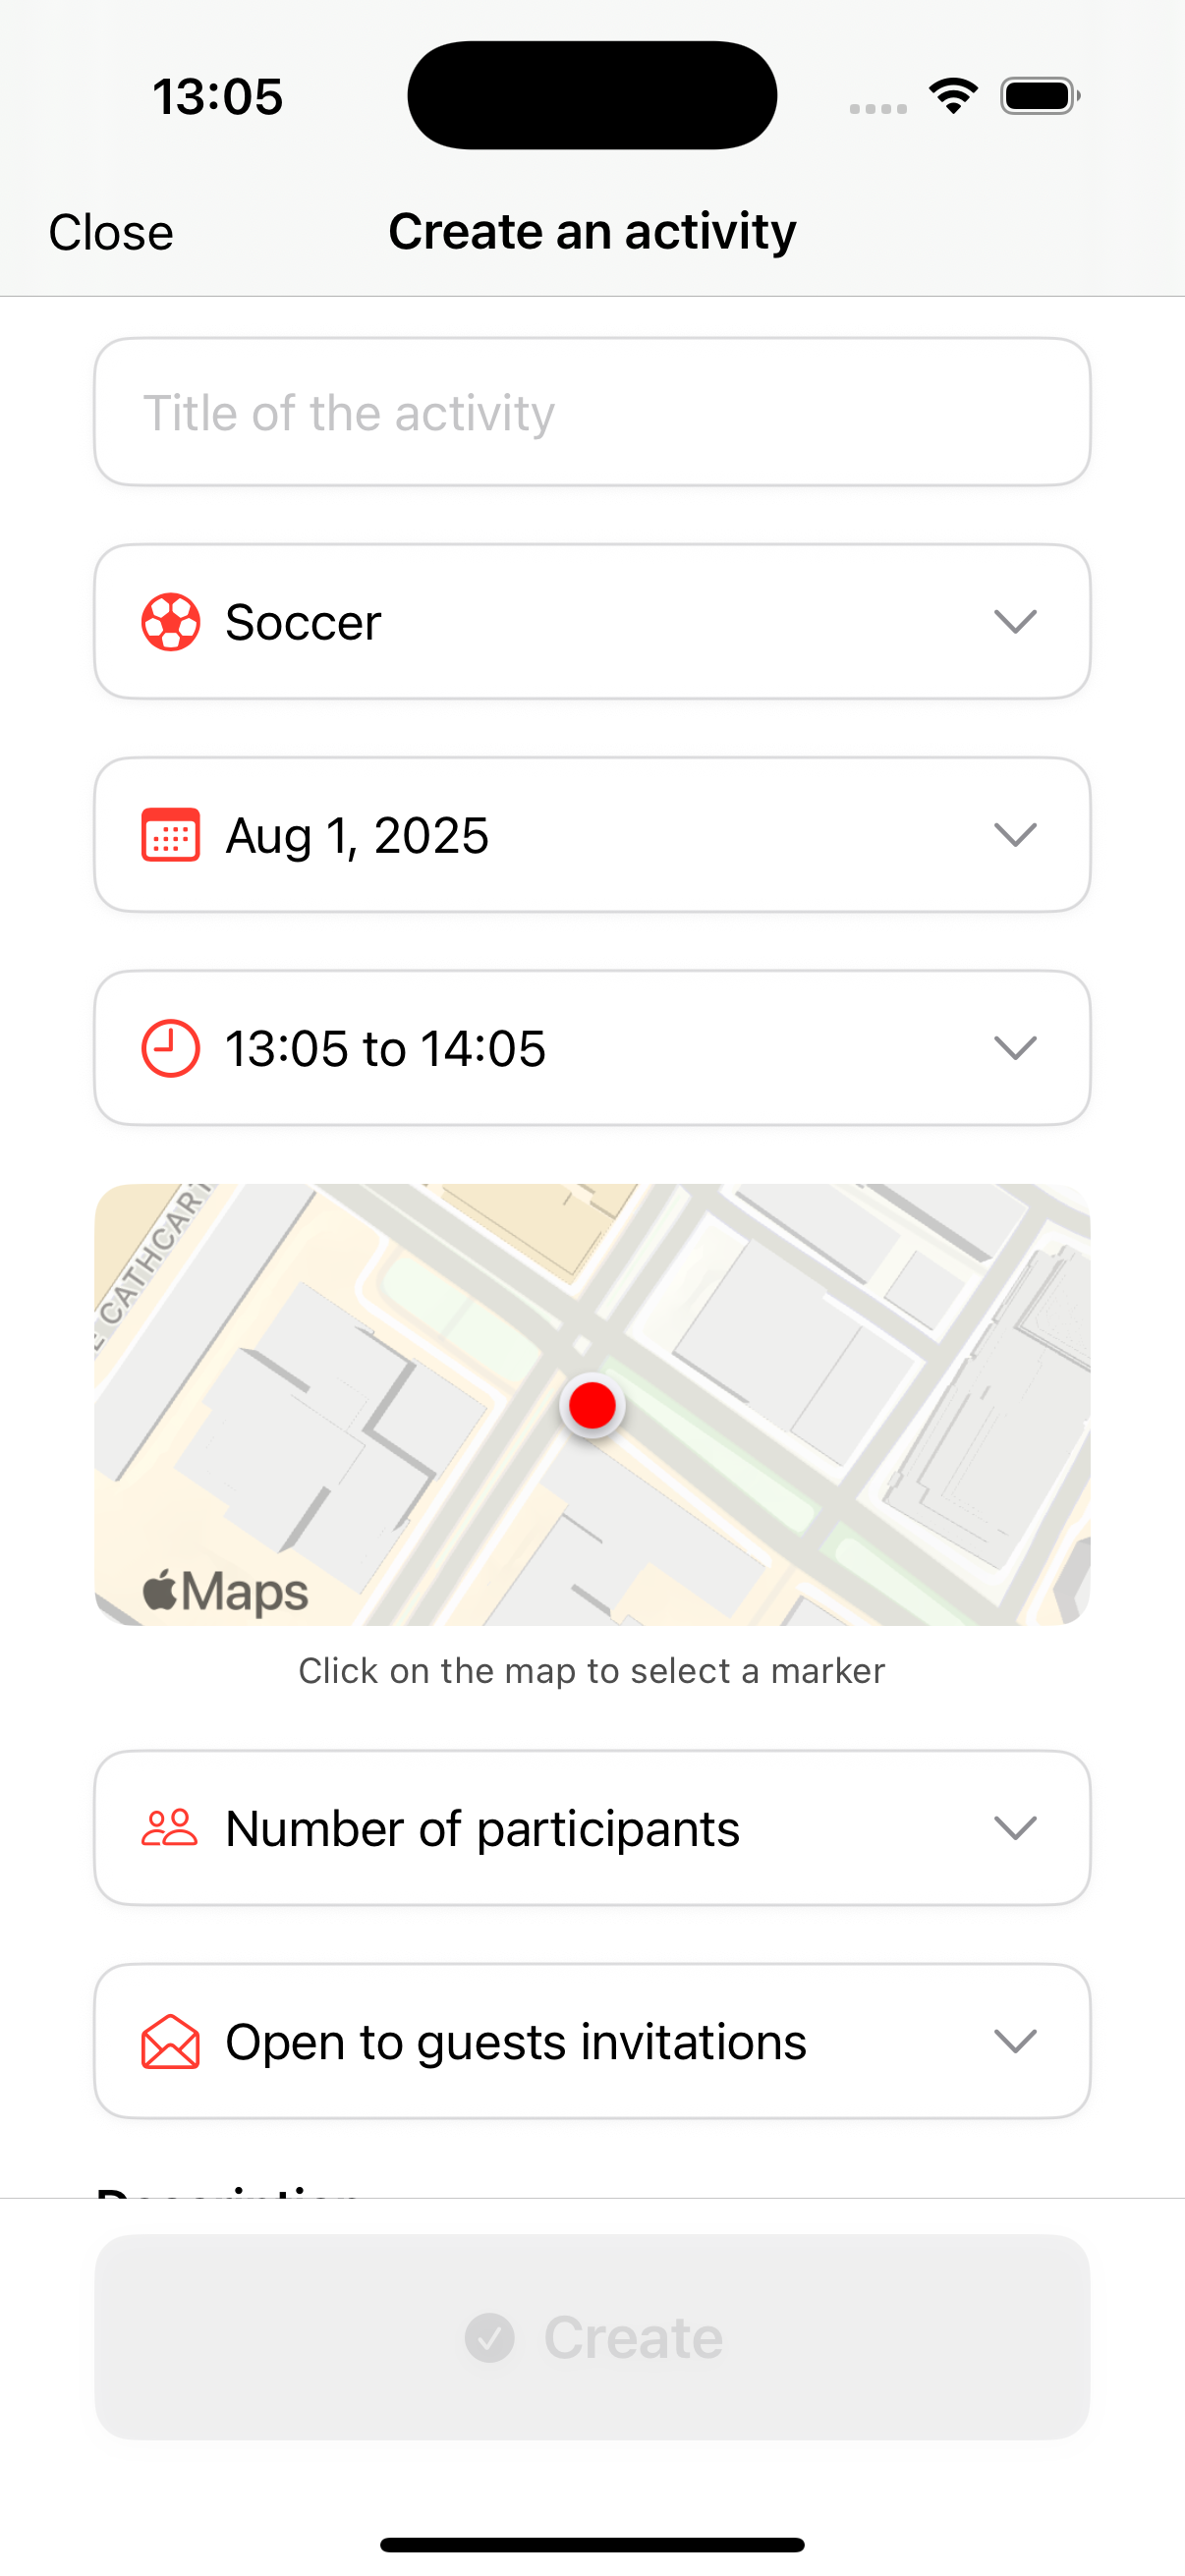 13:05
Close
Create an activity
Title of the activity
Soccer
Aug 1, 2025
13:05 to 14:05
E CATHCART
Maps
Click on the map to select a marker
Number of participants
Open to guests invitations
Description
Create